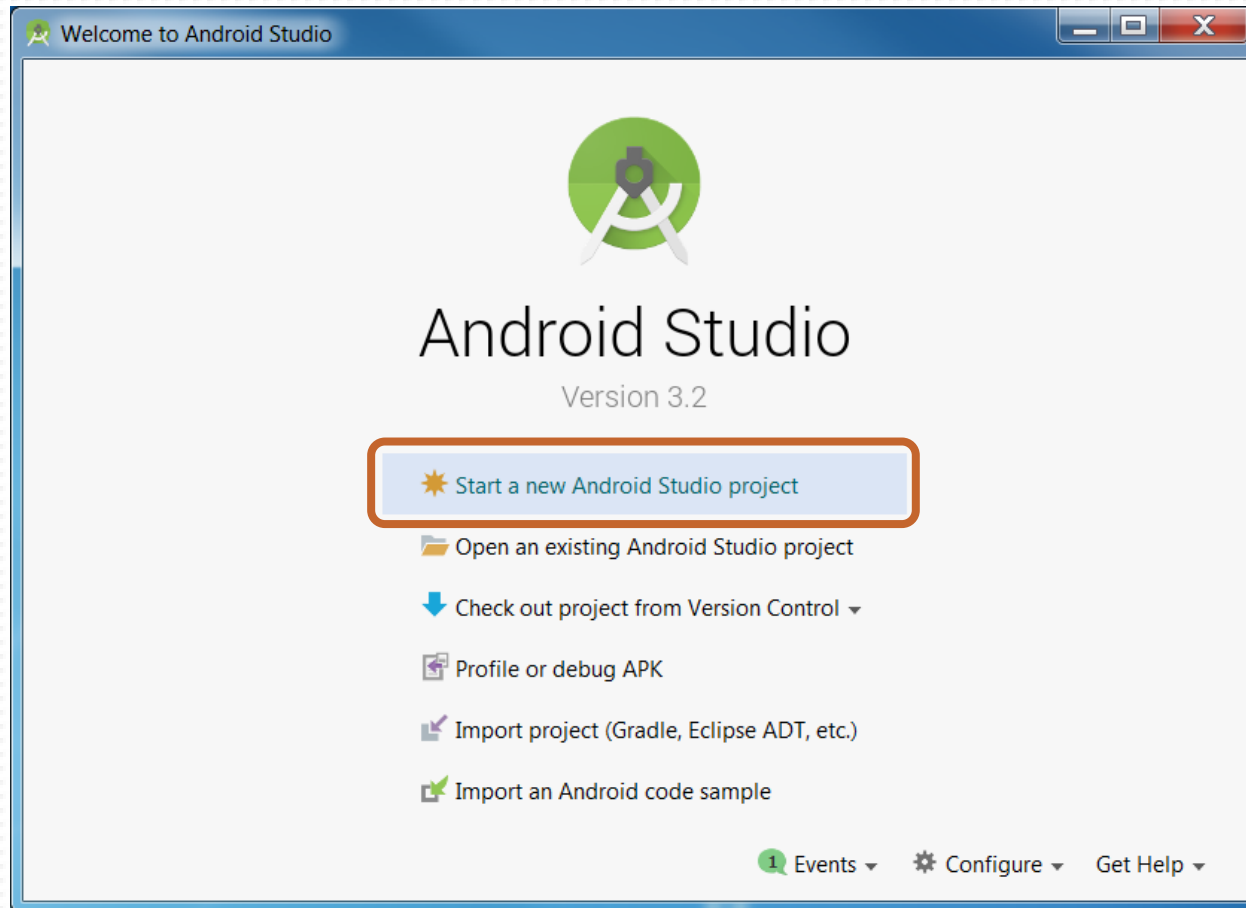 Welcome to Android Studio
Android Studio
Version 3.2
Start a new Android Studio project
Open an existing Android Studio project
Check out project from Version Control
Profile or debug APK
Import project (Gradle, Eclipse ADT, etc.)
Import an Android code sample
1 Events Configure Get Help